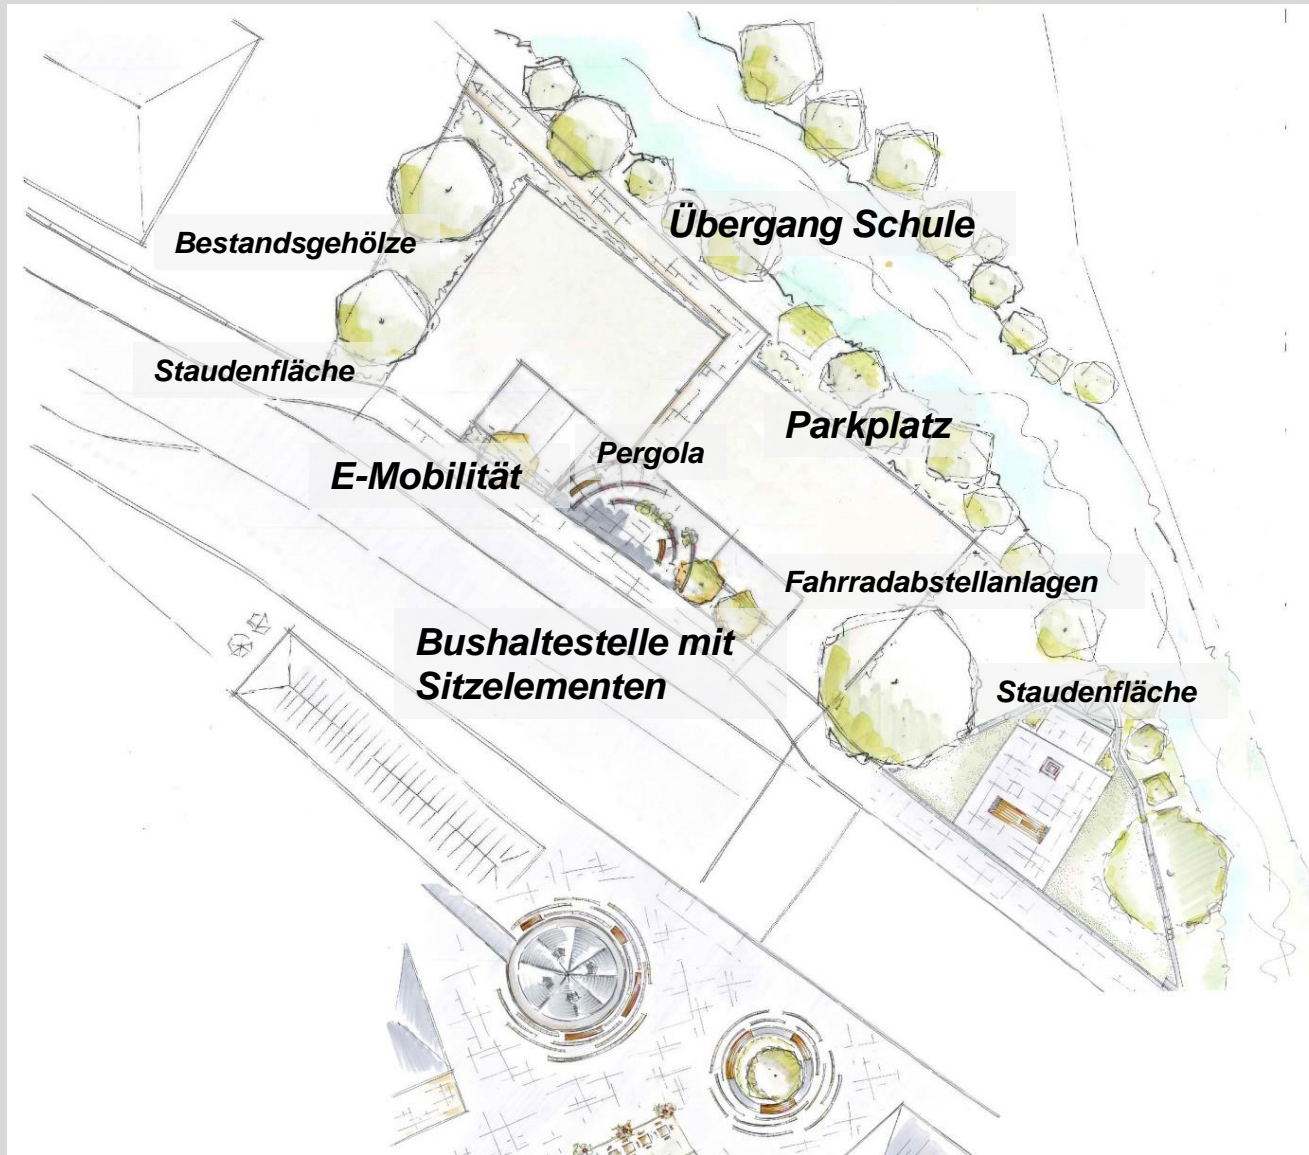 Übergang Schule
Bestandsgehölze
Staudenfläche
Parkplatz
Pergola
E-Mobilität
Fahrradabstellanlagen
Bushaltestelle mit
Sitzelementen
Staudenfläche